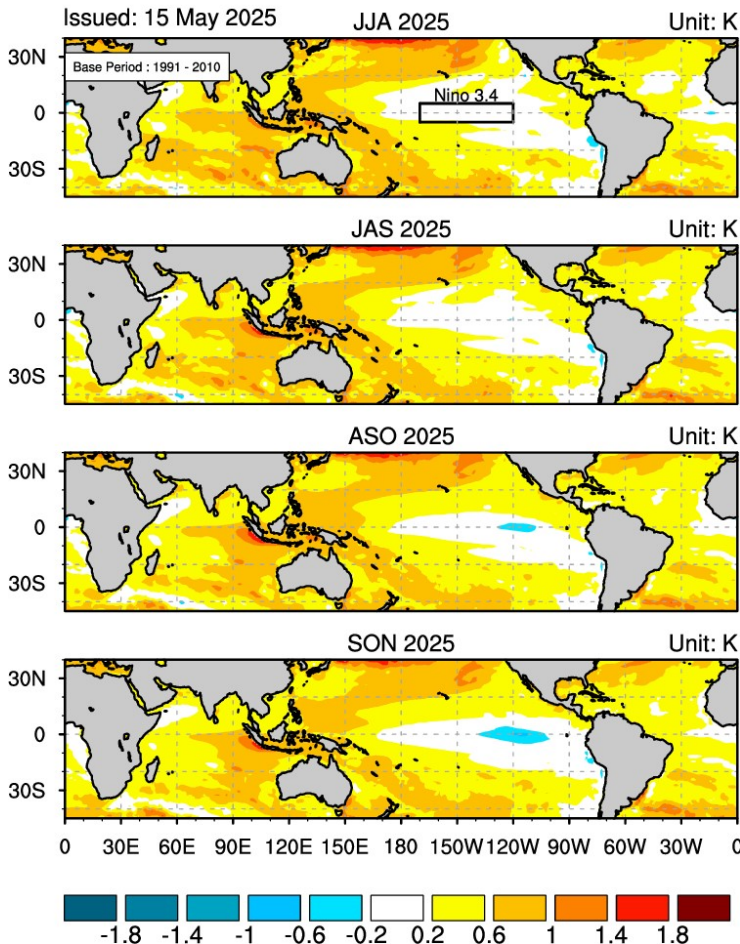 Issued: 15 May 2025 JJA 2025 Unit: K
30N
Base Period : 1991 - 2010
Nino 3.4
0
30S
JAS 2025 Unit: K
30N
0
30S
ASO 2025 Unit: K
30N
0
30S
SON 2025 Unit: K
30N
0
30S
0 30E 60E 90E 120E 150E 180 150W 120W 90W 60W 30W 0
-1.8 -1.4 -1 -0.6 -0.2 0.2 0.6 1 1.4 1.8